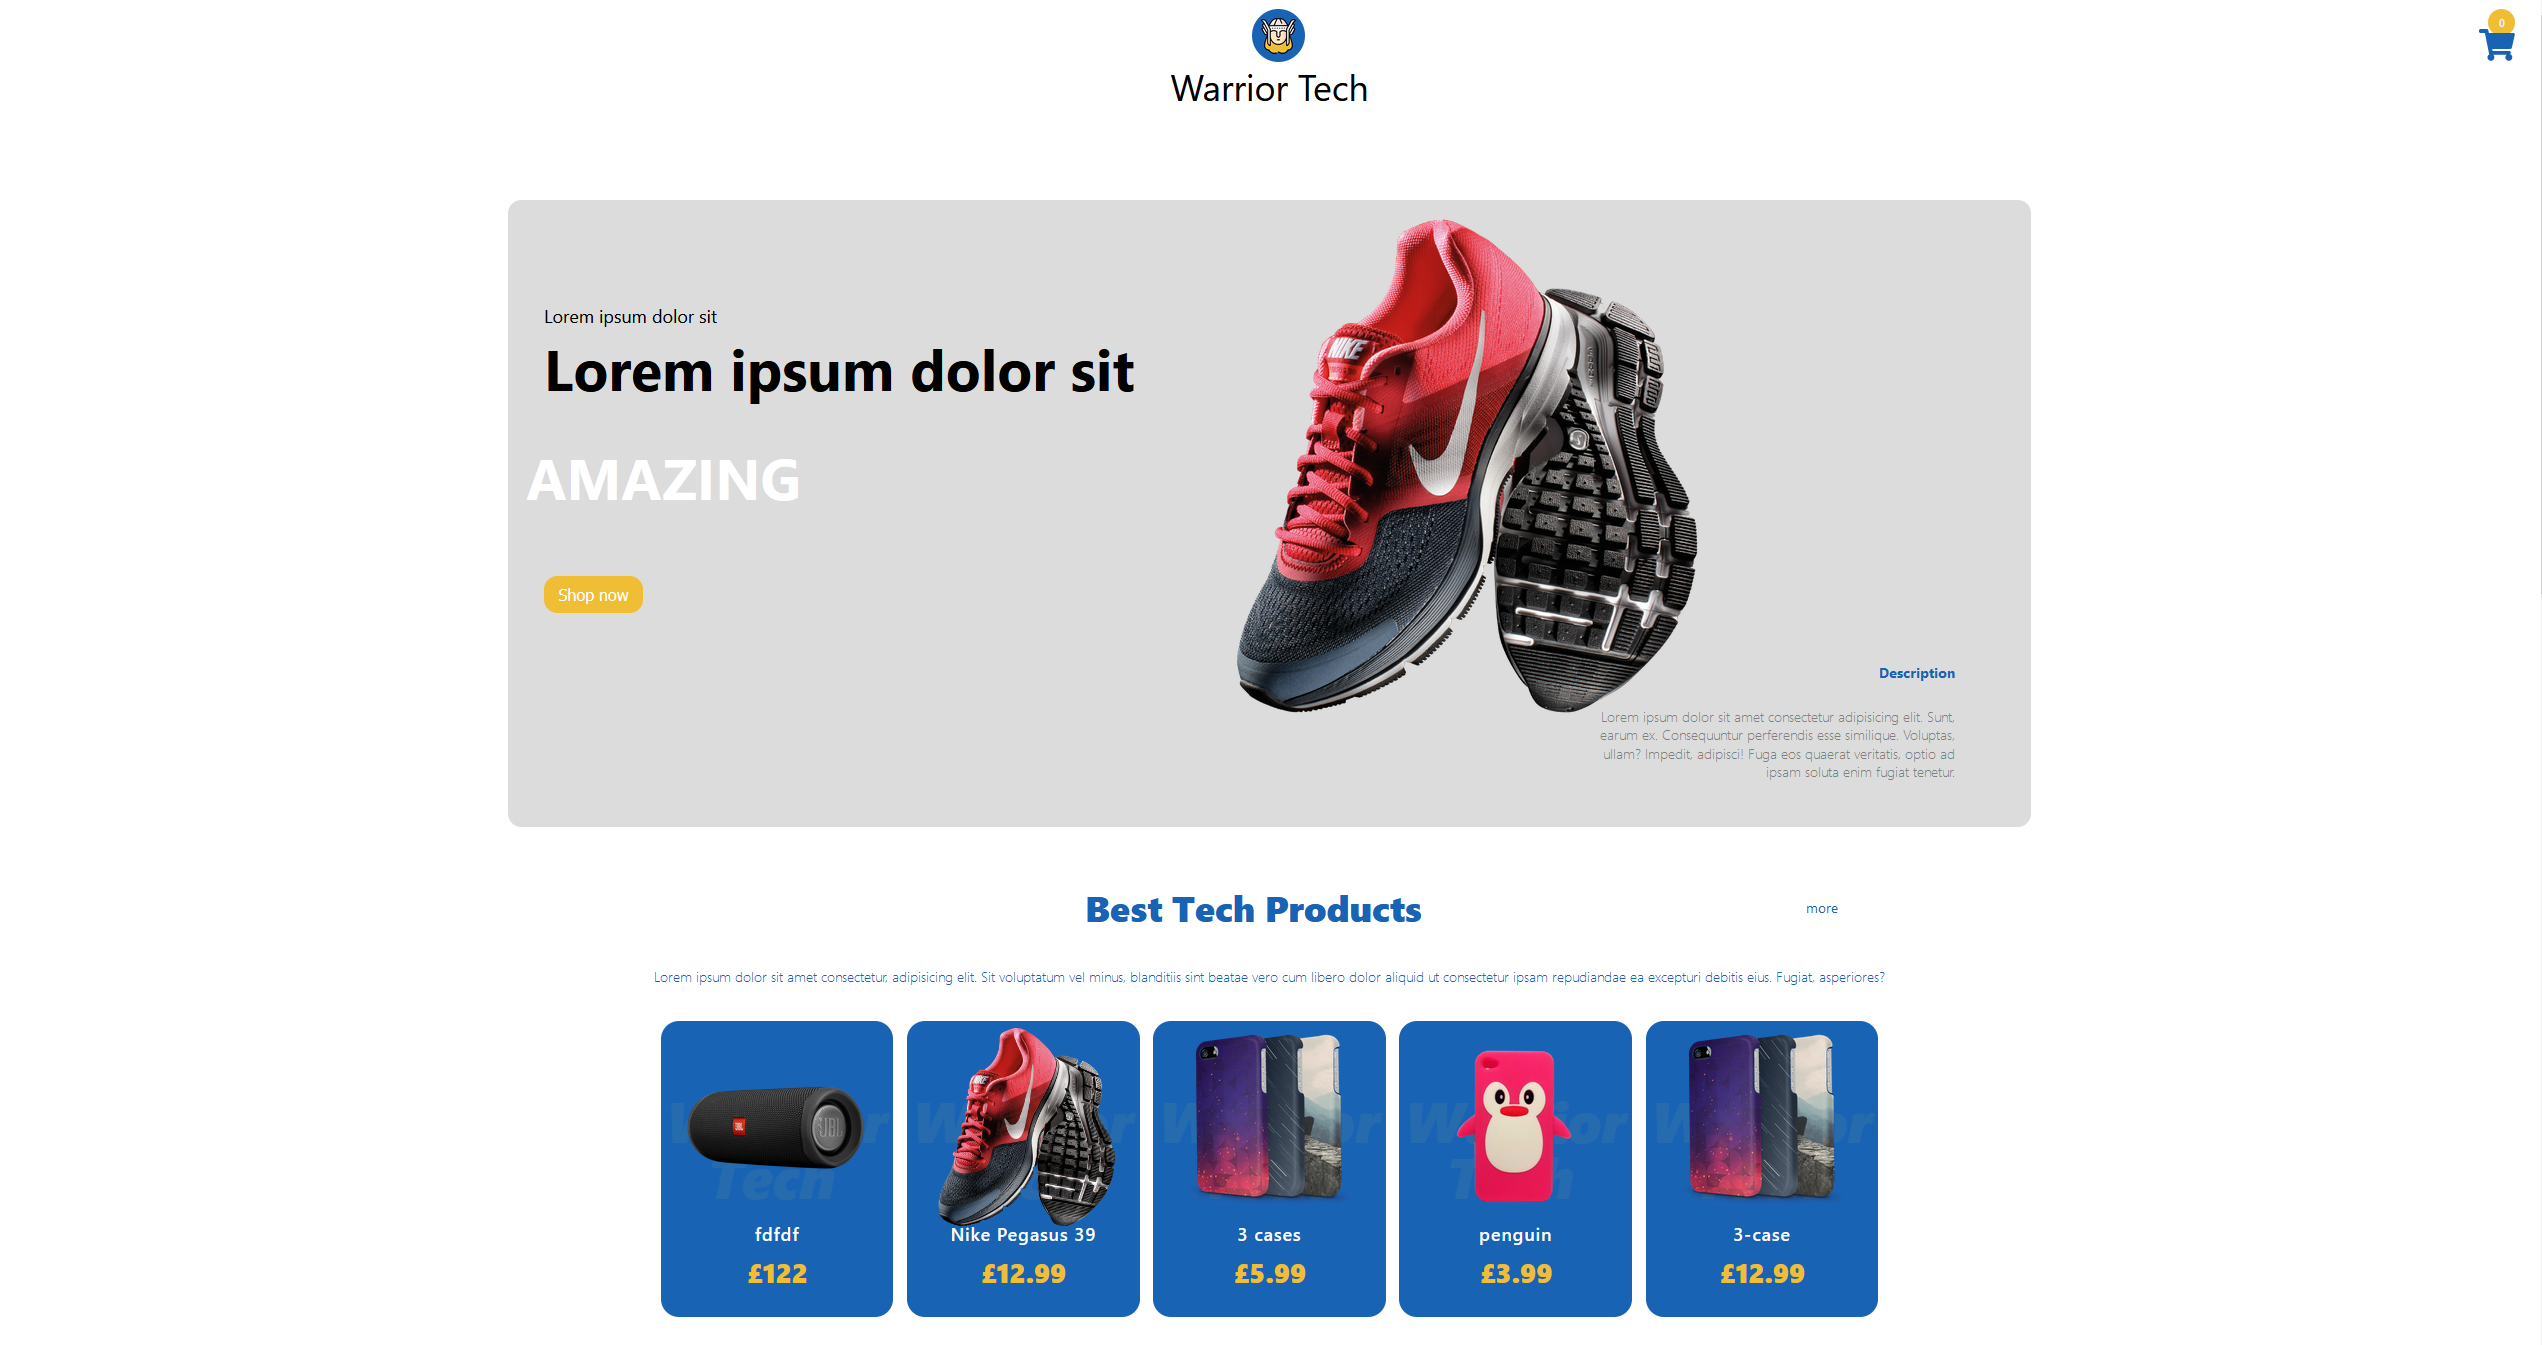 0
Warrior Tech
Lorem ipsum dolor sit
Lorem ipsum dolor sit
NIKE
AMAZING
Shop now
Description
Lorem ipsum dolor sit amet consectetur adipisicing elit. Sunt,
earum ex. Consequuntur perferendis esse similique. Voluptas,
ullam? Impedit, adipisci! Fuga eos quaerat veritatis, optio ad
ipsam soluta enim fugiat tenetur.
Best Tech Products
more
Lorem ipsum dolor sit amet consectetur, adipisicing elit. Sit voluptatum vel minus, blanditiis sint beatae vero cum libero dolor aliquid ut consectetur ipsam repudiandae ea excepturi debitis eius. Fugiat, asperiores?
JBL
Tech
fdfdf
£122
NIKE
Nike Pegasus 39
£12.99
3 cases
£5.99
penguin
£3.99
3-case
£12.99